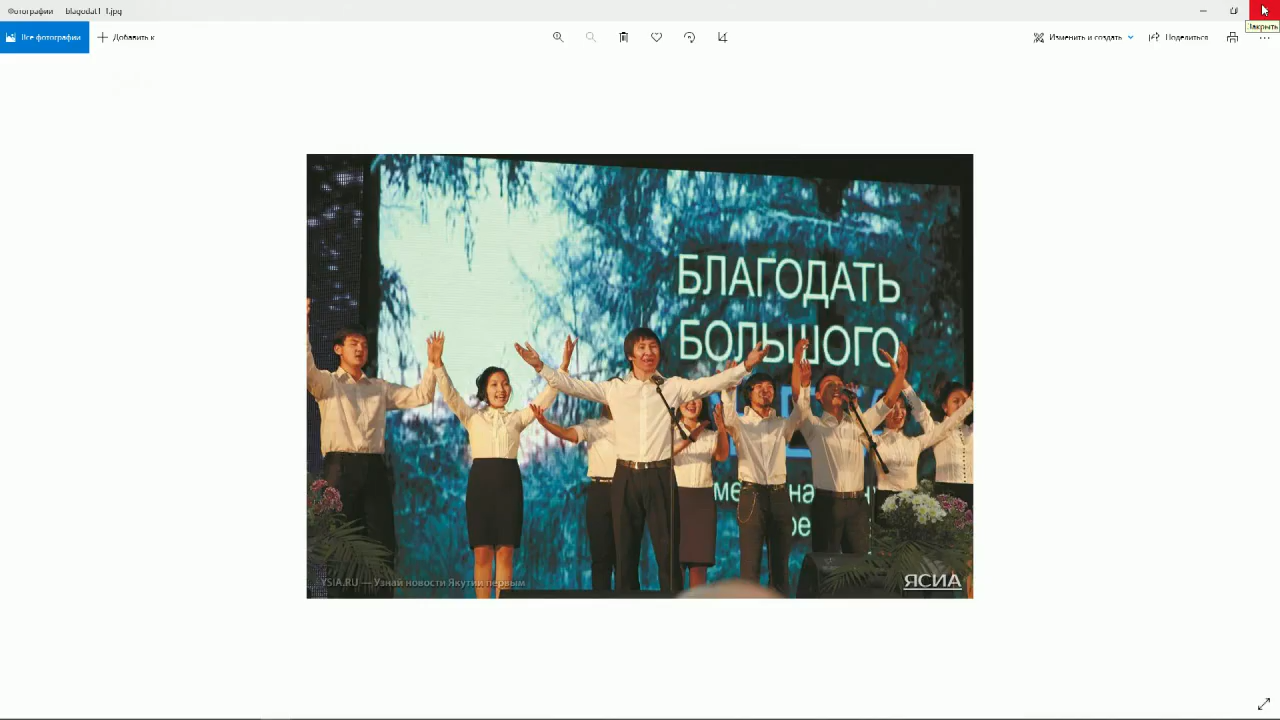 Фотографии - blagodat1-1.jpg
Закрыть
Все фотографии
Добавить к
Изменить и создать
Поделиться
БЛАГОДАТЬ
БОЛЬШОГО
YSIA.RU — Узнай новости Якутии первым
ЯСИА